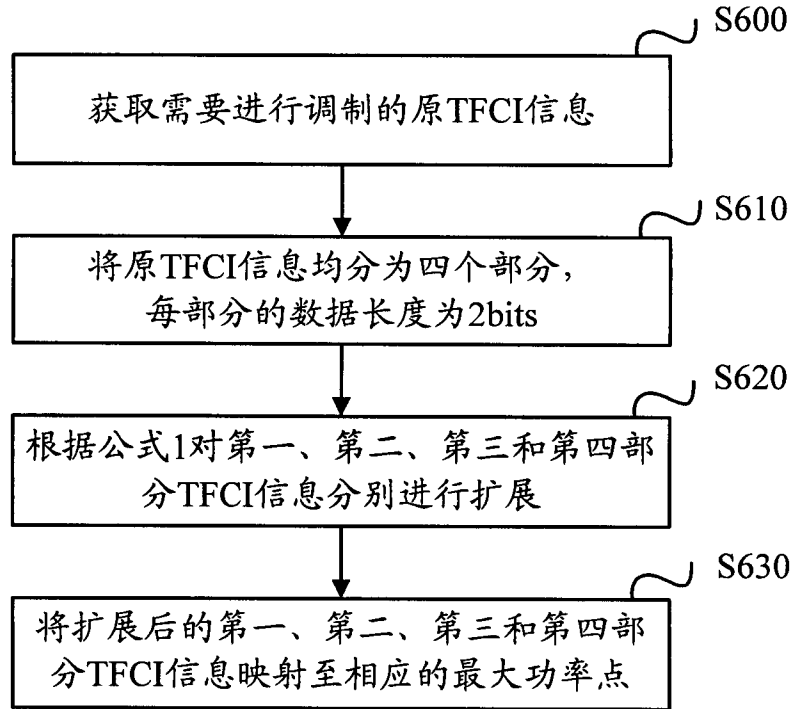 S600
获取需要进行调制的原TFCI信息
S610
将原TFCI信息均分为四个部分，
每部分的数据长度为2bits
S620
根据公式1对第一、第二、第三和第四部
分TFCI信息分别进行扩展
S630
将扩展后的第一、第二、第三和第四部
分TFCI信息映射至相应的最大功率点